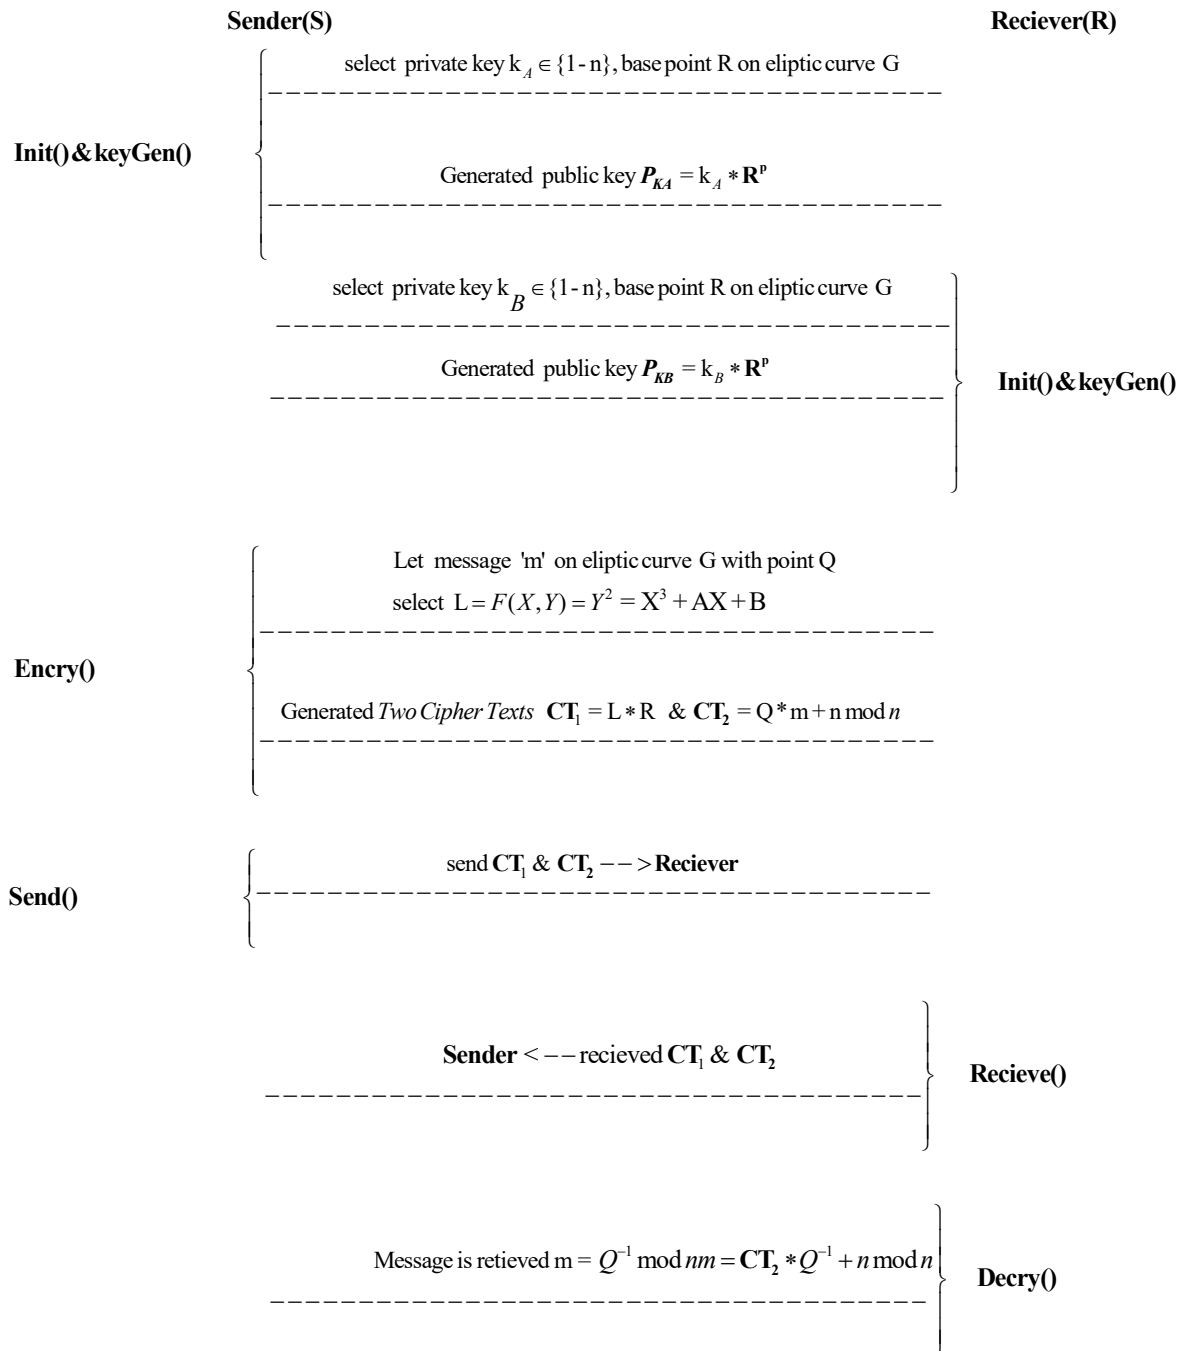 Sender(S) Reciever(R)
select private key k_A ∈ {1 - n}, base point R on eliptic curve G
Init() & keyGen()
Generated public key P_KA = k_A * R^p
select private key k_B ∈ {1 - n}, base point R on eliptic curve G
Generated public key P_KB = k_B * R^p
Init() & keyGen()
Let message 'm' on eliptic curve G with point Q
select L = F(X, Y) = Y^2 = X^3 + AX + B
Encry()
Generated Two Cipher Texts CT_1 = L * R & CT_2 = Q * m + n mod n
send CT_1 & CT_2 − − > Reciever
Send()
Sender < − − recieved CT_1 & CT_2
Recieve()
Message is retieved m = Q^−1 mod nm = CT_2 * Q^−1 + n mod n
Decry()